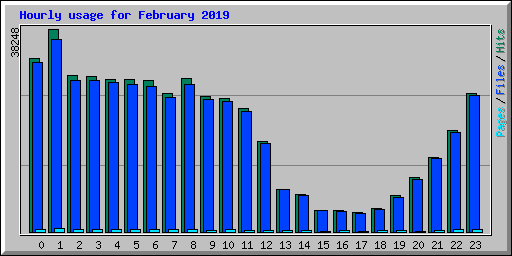 Hourly usage for February 2019
38248
Pages/Files/Hits
0 1 2 3 4 5 6 7 8 9 10 11 12 13 14 15 16 17 18 19 20 21 22 23